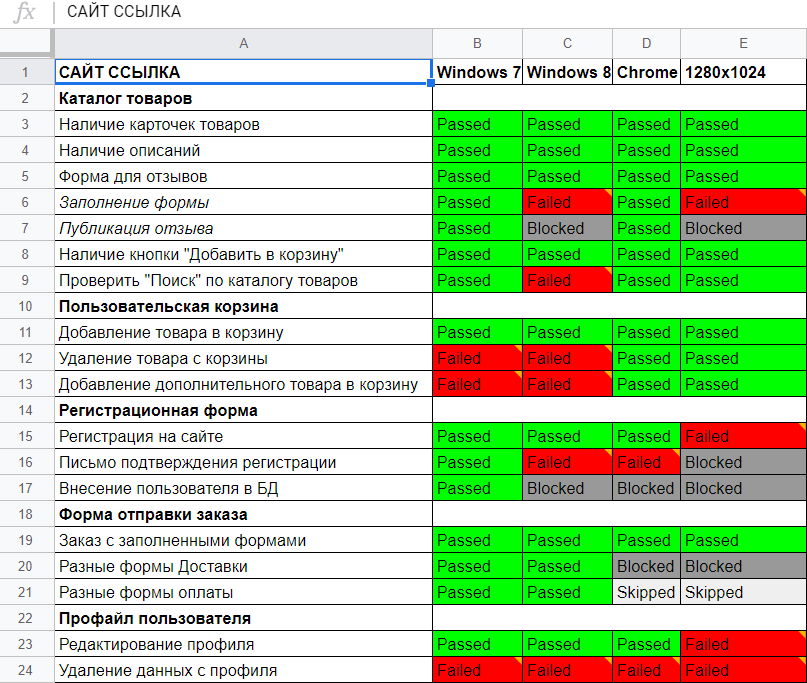 fx САЙТ ССЫЛКА
A B C D E
1 САЙТ ССЫЛКА Windows 7 Windows 8 Chrome 1280x1024
2 Каталог товаров
3 Наличие карточек товаров Passed Passed Passed Passed
4 Наличие описаний Passed Passed Passed Passed
5 Форма для отзывов Passed Passed Passed Passed
6 Заполнение формы Passed Failed Passed Failed
7 Публикация отзыва Passed Blocked Passed Blocked
8 Наличие кнопки "Добавить в корзину" Passed Passed Passed Passed
9 Проверить "Поиск" по каталогу товаров Passed Failed Passed Passed
10 Пользовательская корзина
11 Добавление товара в корзину Passed Passed Passed Passed
12 Удаление товара с корзины Failed Failed Passed Passed
13 Добавление дополнительного товара в корзину Failed Failed Passed Passed
14 Регистрационная форма
15 Регистрация на сайте Passed Passed Passed Failed
16 Письмо подтверждения регистрации Passed Failed Failed Blocked
17 Внесение пользователя в БД Passed Blocked Blocked Blocked
18 Форма отправки заказа
19 Заказ с заполненными формами Passed Passed Passed Passed
20 Разные формы Доставки Passed Passed Blocked Blocked
21 Разные формы оплаты Passed Passed Skipped Skipped
22 Профайл пользователя
23 Редактирование профиля Passed Passed Passed Failed
24 Удаление данных с профиля Failed Failed Failed Failed